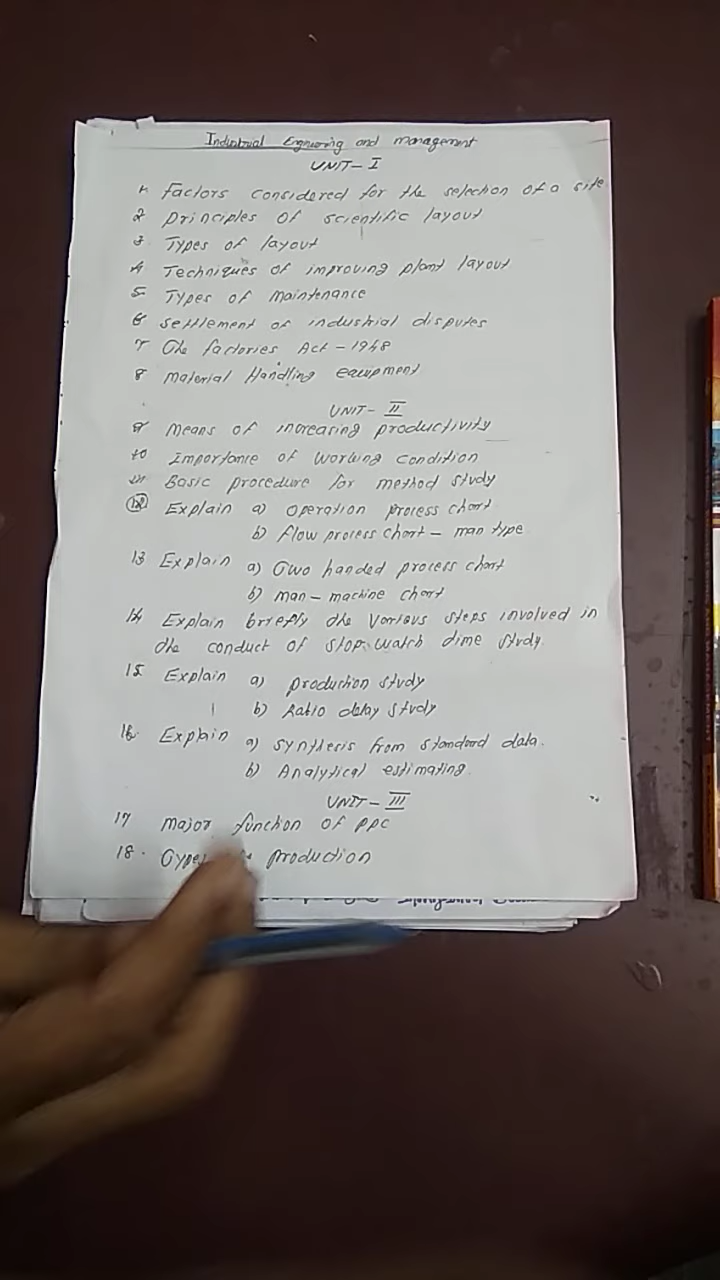 Industrial Engineering and management
UNIT-I
1. Factors considered for the selection of a site
2 Principles of scientific layout
3 Types of layout
4 Techniques of improving plant layout
5 Types of maintenance
6 Settlement of industrial disputes
7 The factories Act - 1948
8 Material Handling equipment
UNIT-II
9 Means of increasing productivity
10 Importance of working condition
11 Basic procedure for method study
12 Explain a) Operation process chart
b) flow process chart - man type
13 Explain a) Two handed process chart
b) man-machine chart
14 Explain briefly the various steps involved in
the conduct of stop watch time study.
15 Explain a) production study
b) Ratio delay study
16. Explain a) synthesis from standard data.
b) Analytical estimating.
UNIT-III
17 Major function of PPC
18. production